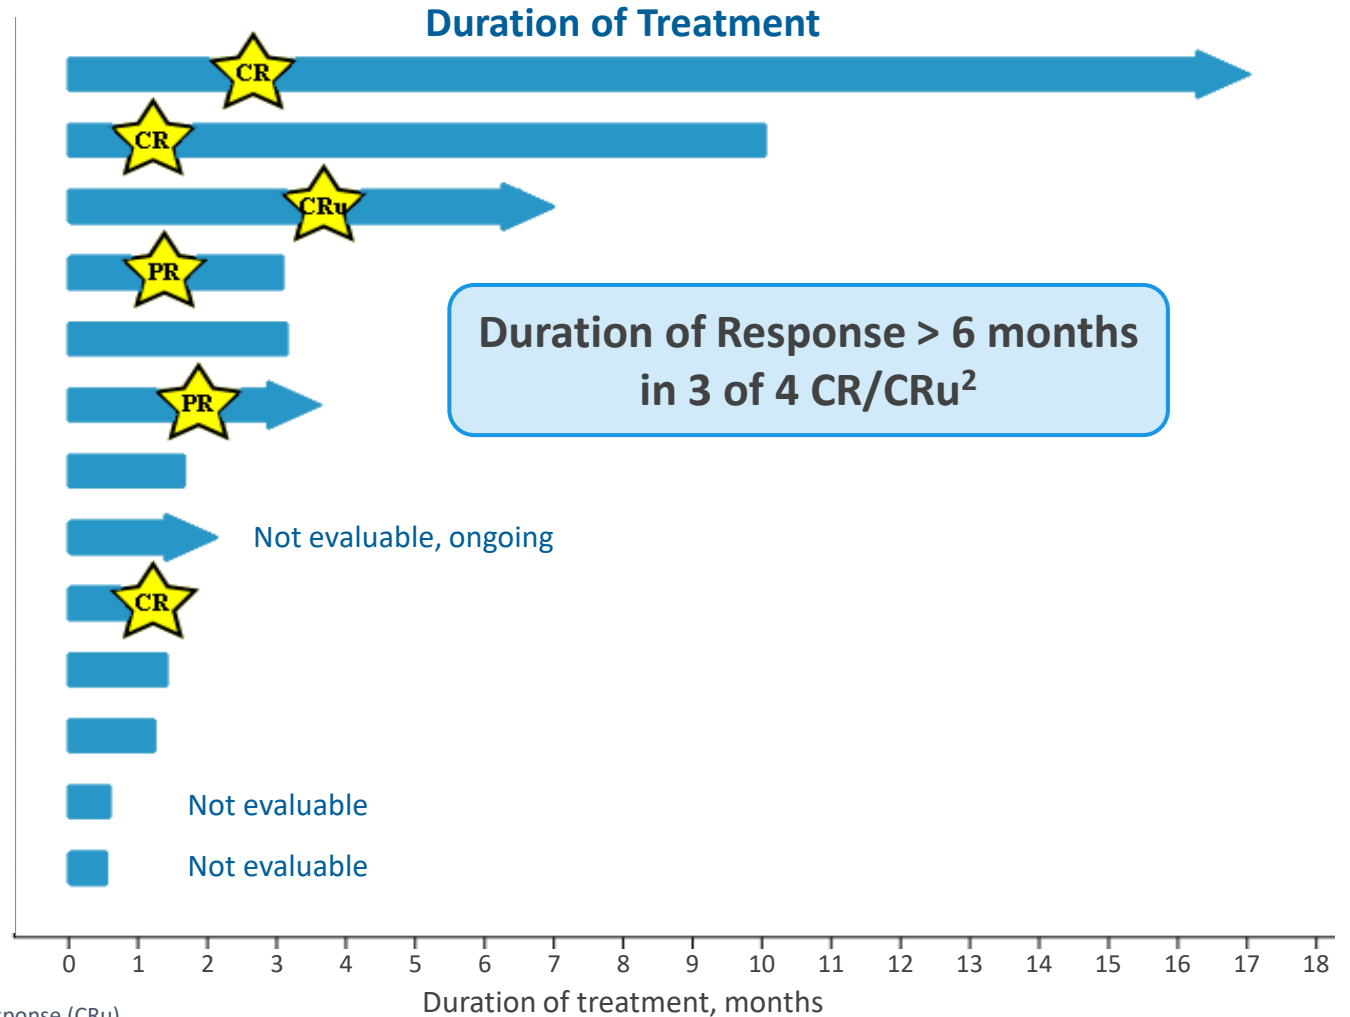 Duration of Treatment
CR
CR
CRu
PR
Duration of Response > 6 months
in 3 of 4 CR/CRu²
PR
Not evaluable, ongoing
CR
Not evaluable
Not evaluable
0 1 2 3 4 5 6 7 8 9 10 11 12 13 14 15 16 17 18
Duration of treatment, months
(CRu)